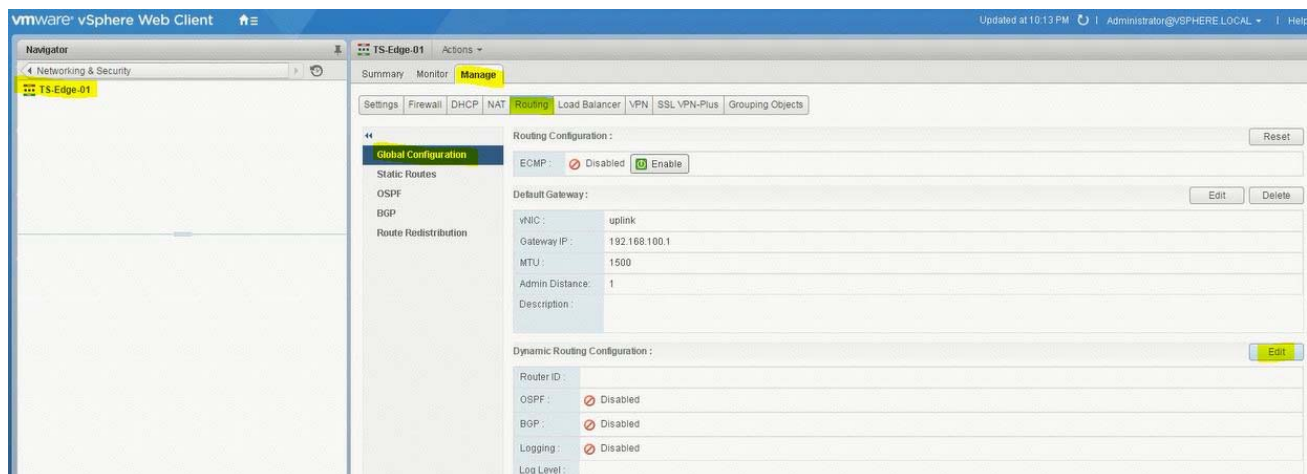 vmware® vSphere Web Client
Updated at 10:13 PM | Administrator@VSPHERE.LOCAL | Help
Navigator
Networking & Security
TS-Edge-01
TS-Edge-01 Actions
Summary Monitor Manage
Settings Firewall DHCP NAT Routing Load Balancer VPN SSL VPN-Plus Grouping Objects
Global Configuration
Static Routes
OSPF
BGP
Route Redistribution
Routing Configuration : Reset
ECMP : Disabled Enable
Default Gateway : Edit Delete
vNIC : uplink
Gateway IP : 192.168.100.1
MTU : 1500
Admin Distance: 1
Description :
Dynamic Routing Configuration : Edit
Router ID :
OSPF : Disabled
BGP : Disabled
Logging : Disabled
Log Level :